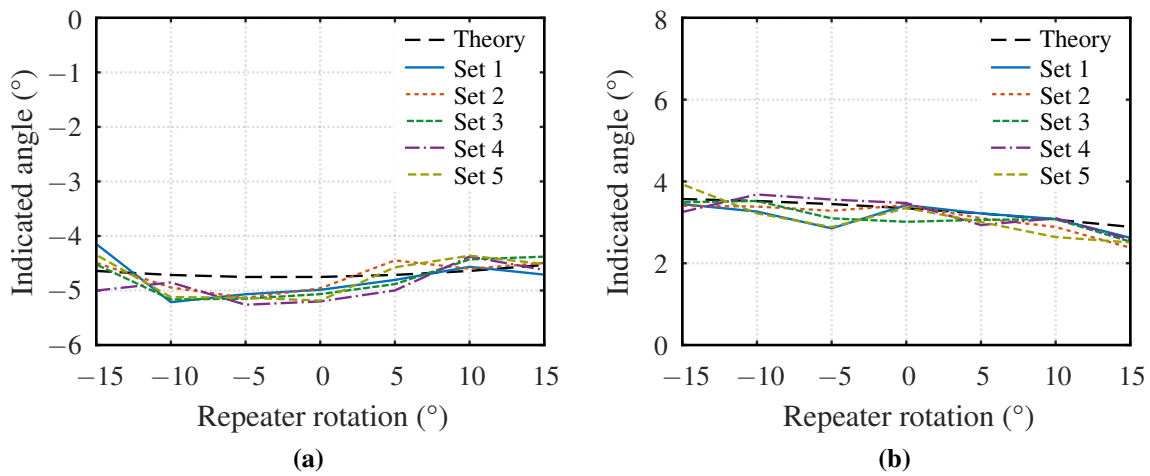 0
−1
−2
−3
−4
−5
−6
Indicated angle (°)
Theory
Set 1
Set 2
Set 3
Set 4
Set 5
−15 −10 −5 0 5 10 15
Repeater rotation (°)
(a)
8
6
4
2
0
Indicated angle (°)
Theory
Set 1
Set 2
Set 3
Set 4
Set 5
−15 −10 −5 0 5 10 15
Repeater rotation (°)
(b)